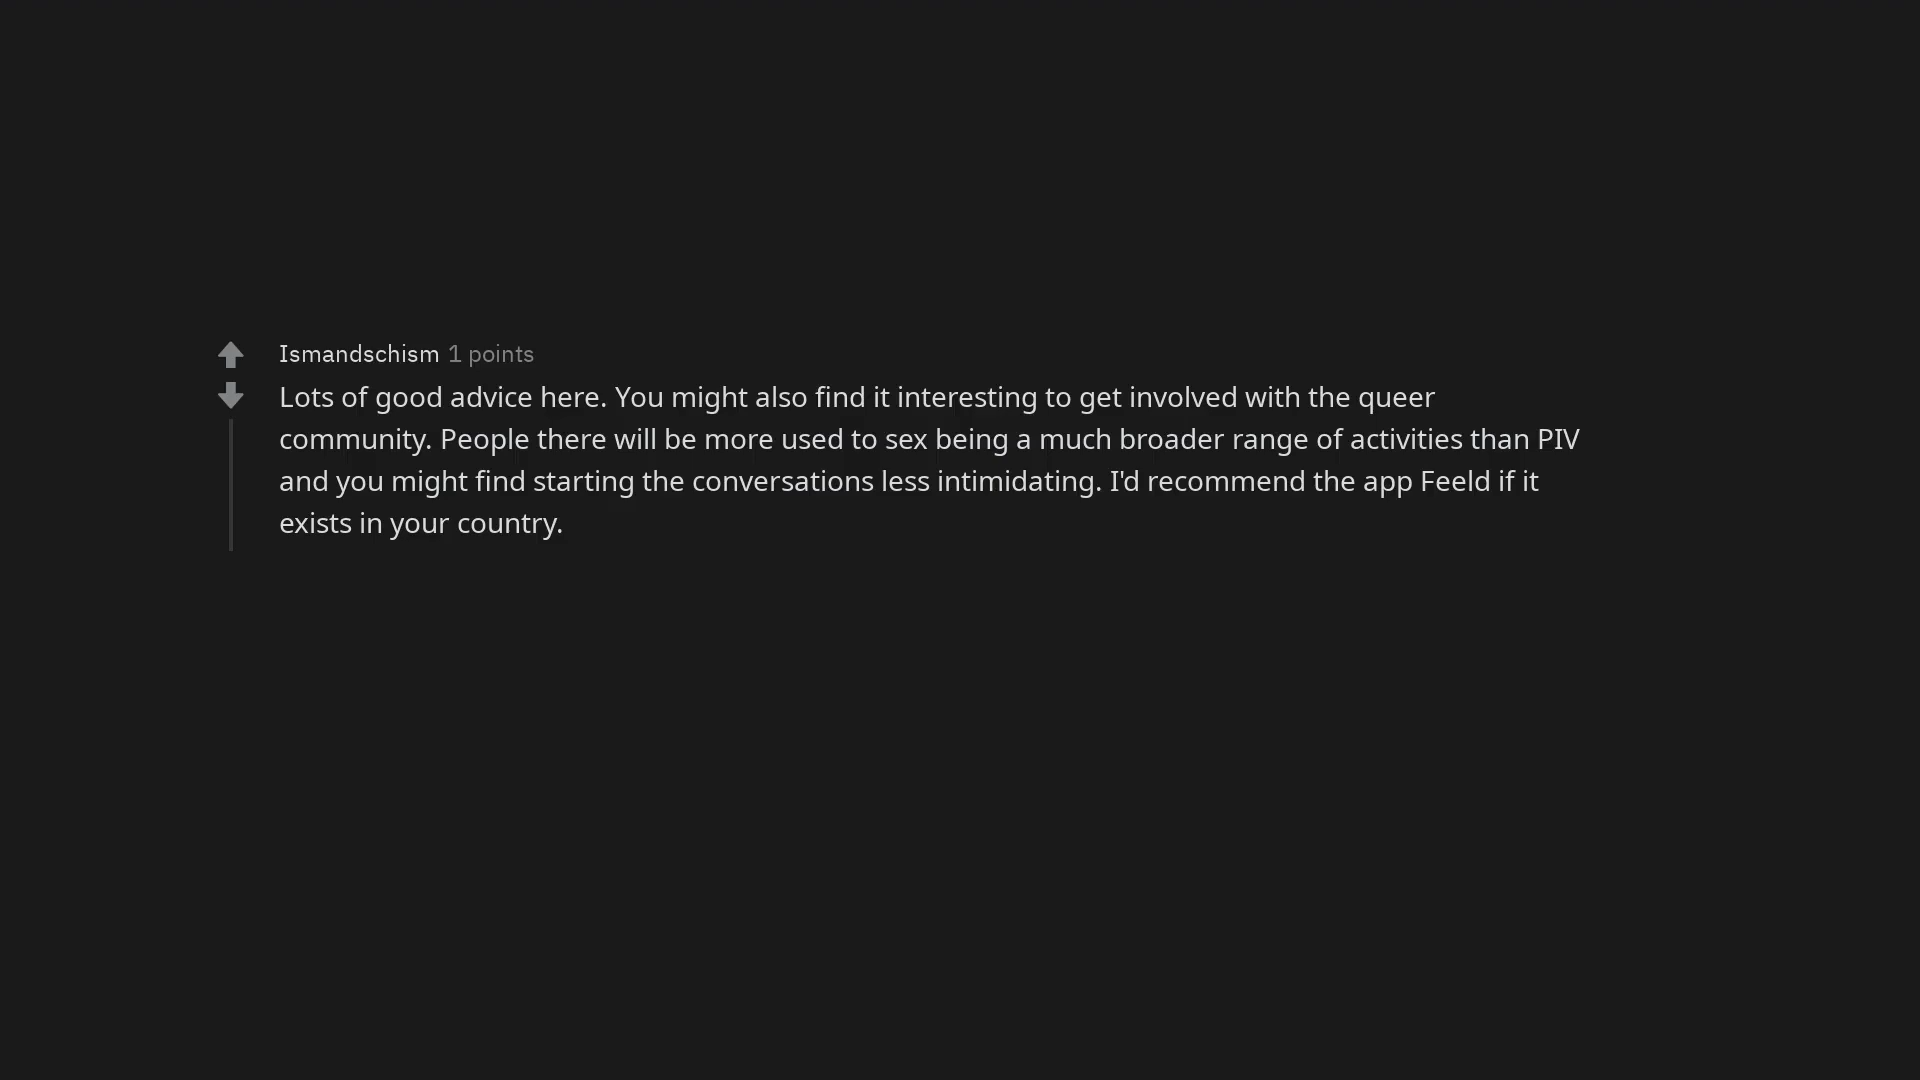 Ismandschism 1 points
Lots of good advice here. You might also find it interesting to get involved with the queer
community. People there will be more used to sex being a much broader range of activities than PIV
and you might find starting the conversations less intimidating. I'd recommend the app Feeld if it
exists in your country.